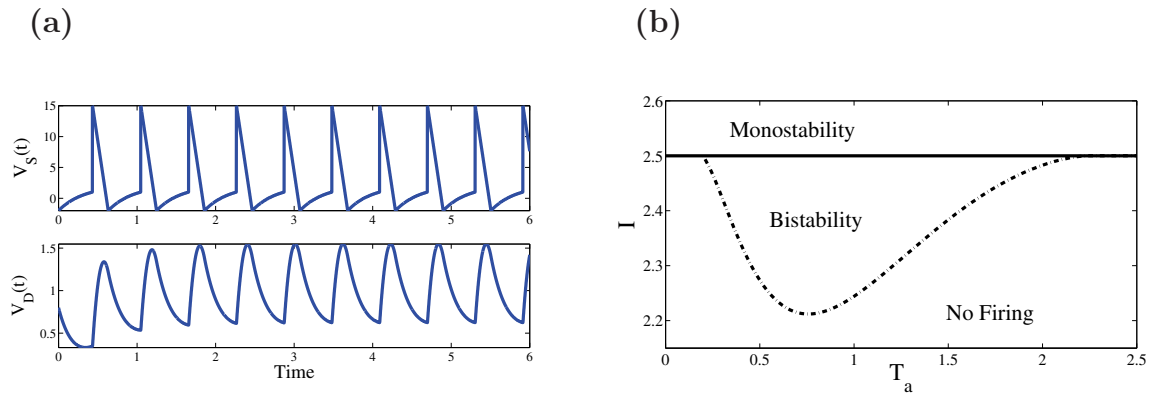 (a)
(b)
V_S(t)
15
10
5
0
0 1 2 3 4 5 6
V_D(t)
1.5
1
0.5
0 1 2 3 4 5 6
Time
I
2.6
2.5
2.4
2.3
2.2
Monostability
Bistability
No Firing
0 0.5 1 1.5 2 2.5
T_a